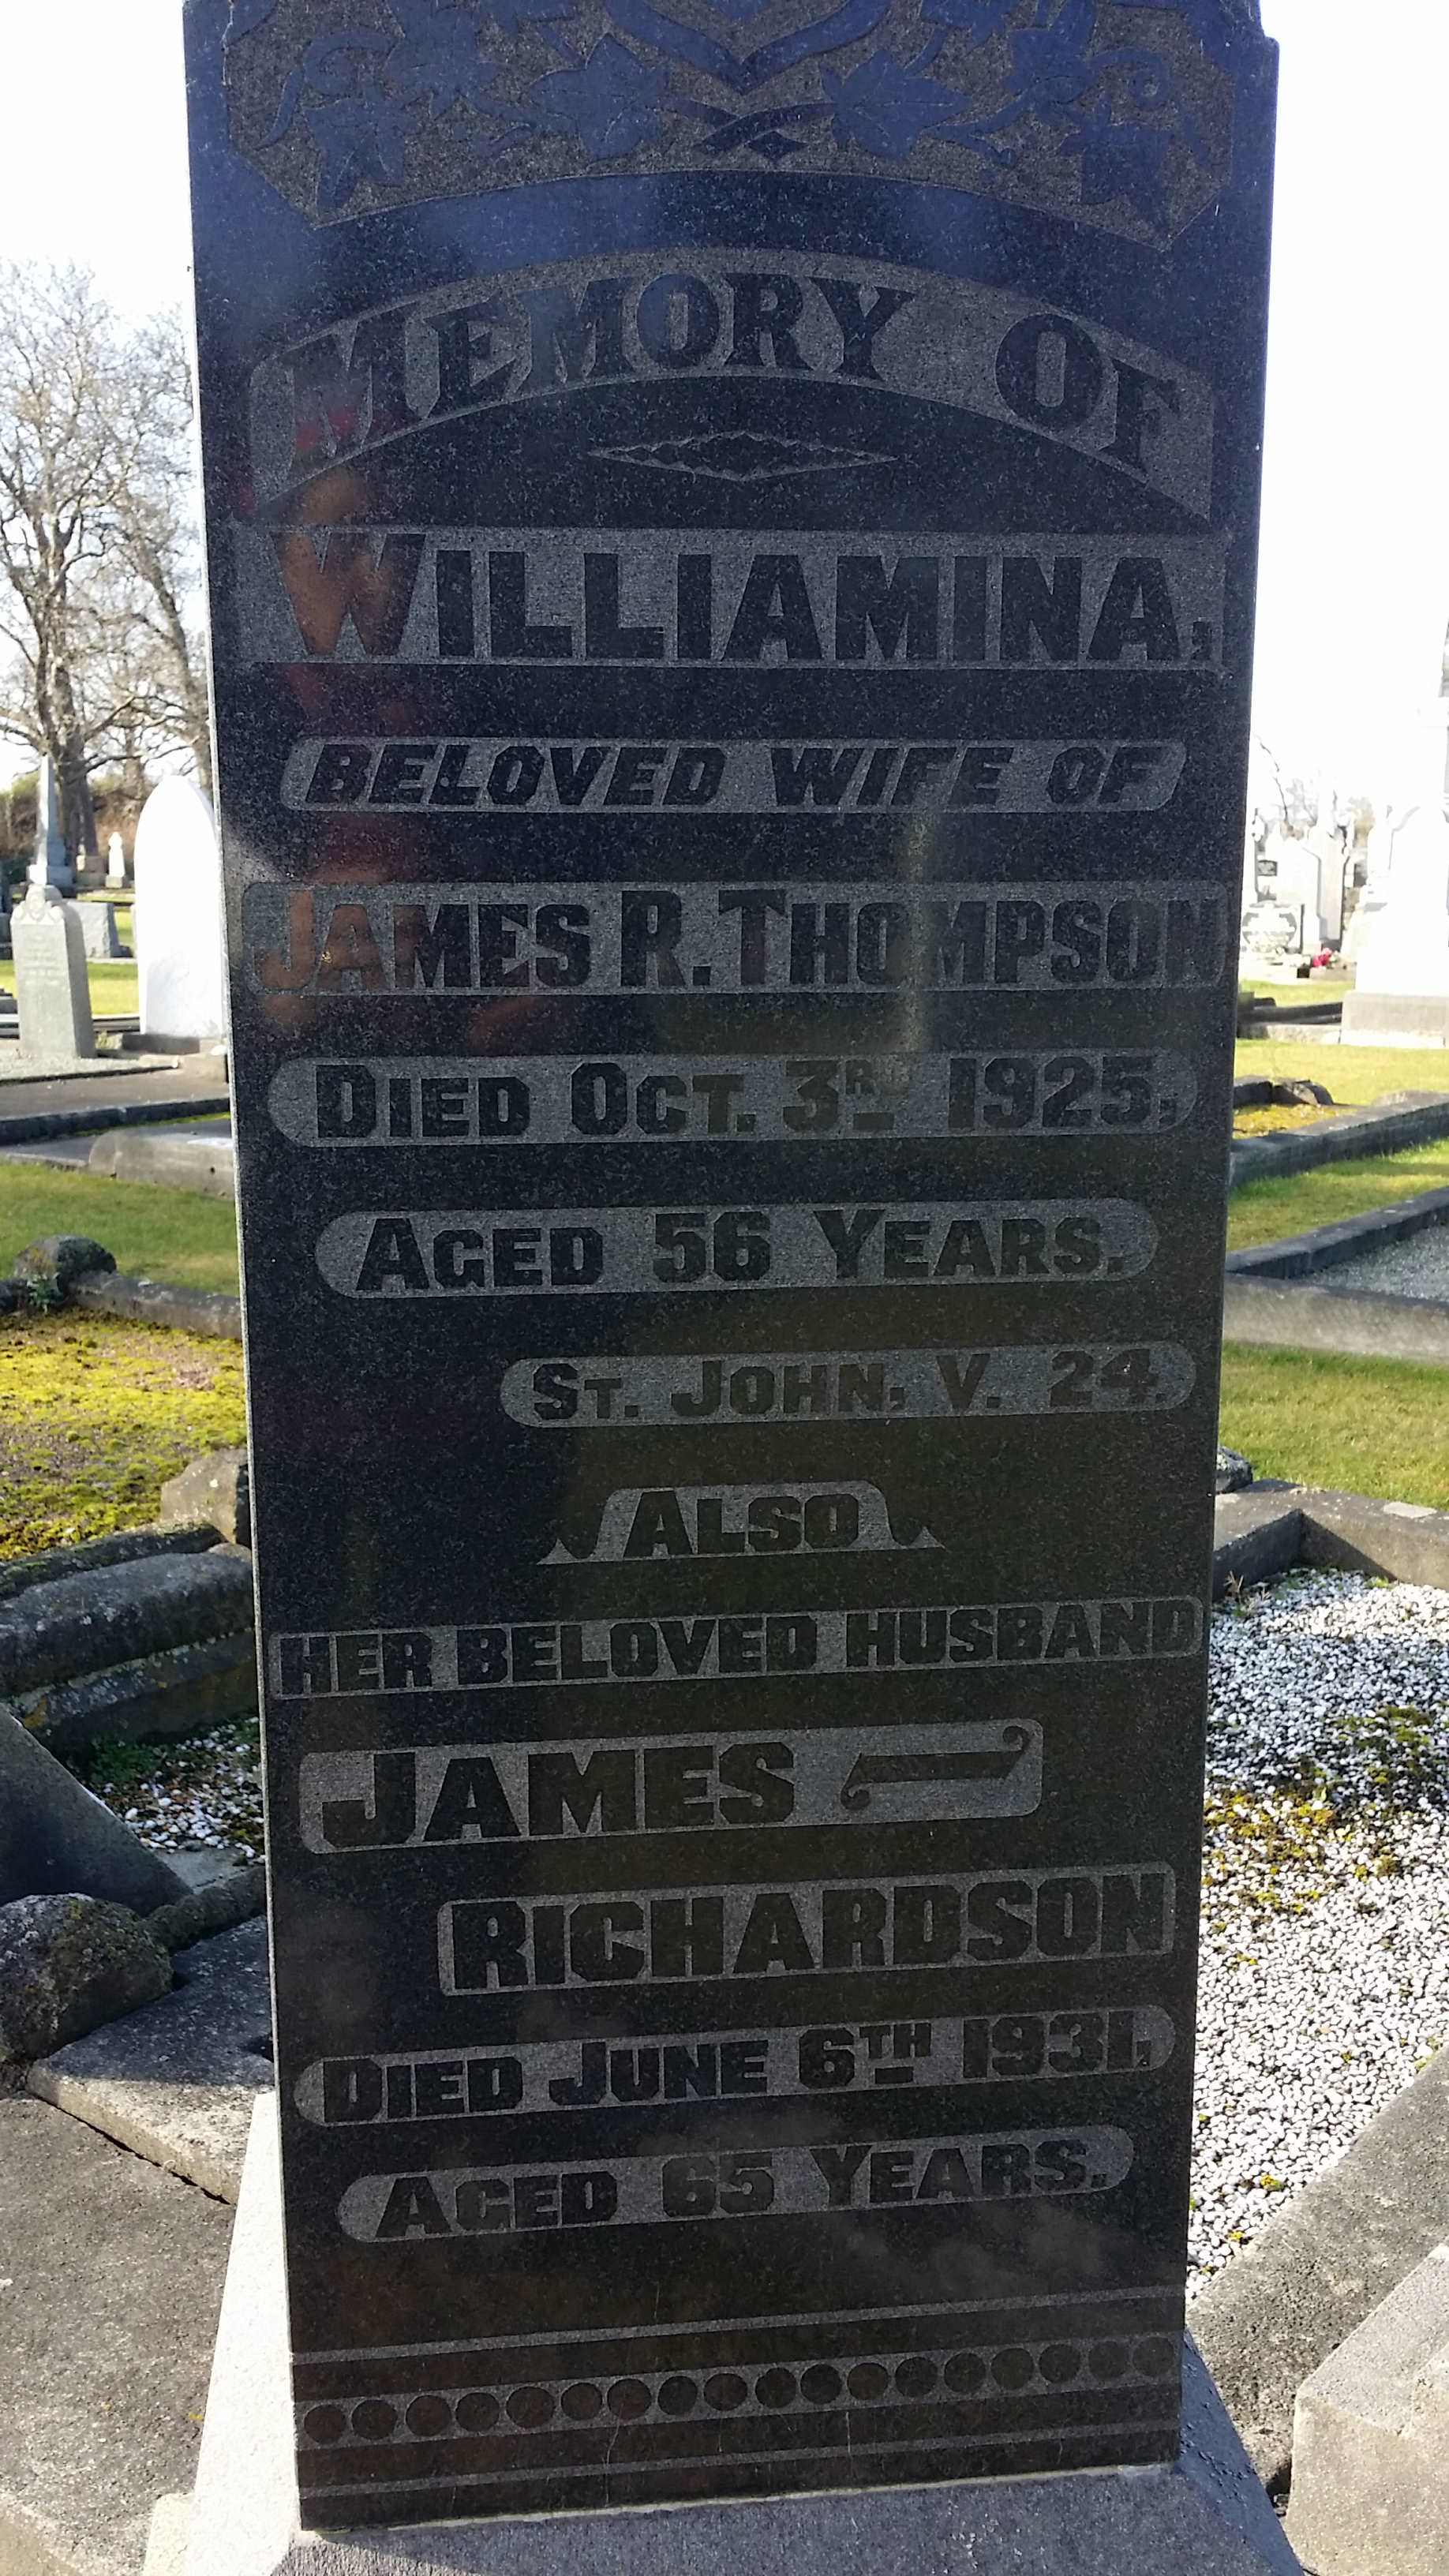 MEMORY OF
WILLIAMINA,
BELOVED WIFE OF
JAMES R. THOMPSON
DIED OCT. 3RD 1925,
AGED 56 YEARS.
ST. JOHN, V. 24.
ALSO
HER BELOVED HUSBAND
JAMES
RICHARDSON
DIED JUNE 6TH 1931,
AGED 65 YEARS.